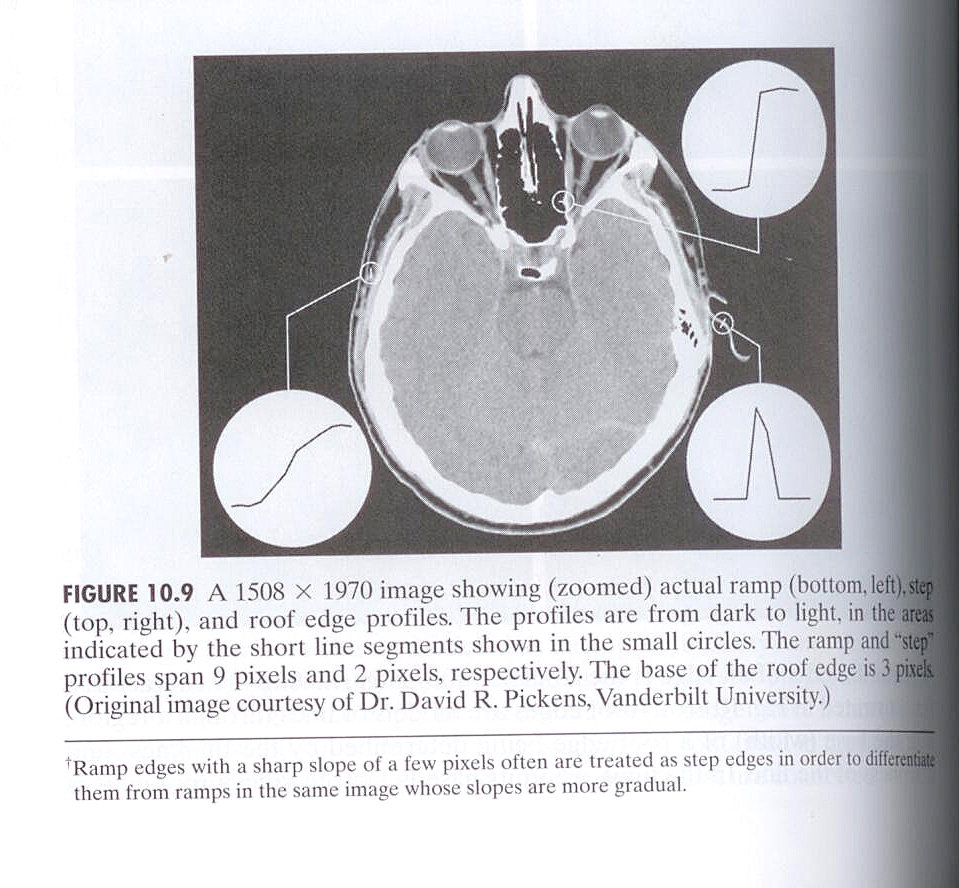 FIGURE 10.9 A 1508 × 1970 image showing (zoomed) actual ramp (bottom, left), step
(top, right), and roof edge profiles. The profiles are from dark to light, in the areas
indicated by the short line segments shown in the small circles. The ramp and “step”
profiles span 9 pixels and 2 pixels, respectively. The base of the roof edge is 3 pixels.
(Original image courtesy of Dr. David R. Pickens, Vanderbilt University.)
†Ramp edges with a sharp slope of a few pixels often are treated as step edges in order to differentiate
them from ramps in the same image whose slopes are more gradual.